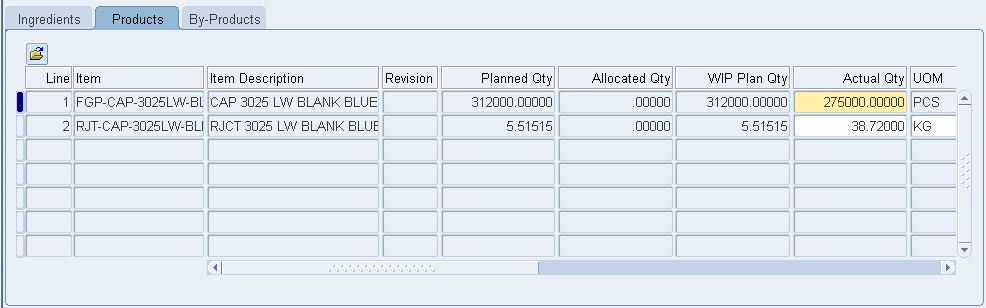 Ingredients Products By-Products
Line Item Item Description Revision Planned Qty Allocated Qty WIP Plan Qty Actual Qty UOM
1 FGP-CAP-3025LW-BL CAP 3025 LW BLANK BLUE 312000.00000 .00000 312000.00000 275000.00000 PCS
2 RJT-CAP-3025LW-BLI RJCT 3025 LW BLANK BLUE 5.51515 .00000 5.51515 38.72000 KG